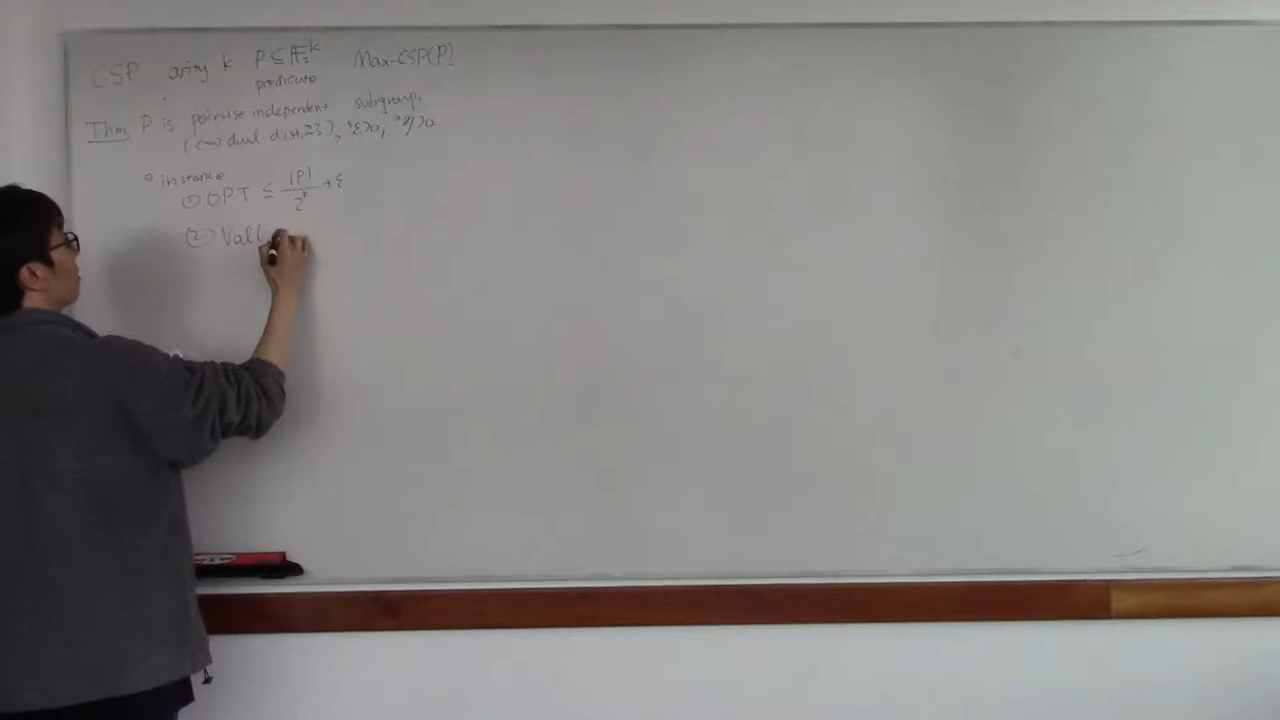 CSP arity k P ⊆ F₂ᵏ Max-CSP(P)
predicate
Thm P is pairwise independent subgroup,
(⟺ dual dist ≥ 3), ∀ε>0,
∃ instance
① OPT ≤ |P|/2ᵏ + ε
② Val(